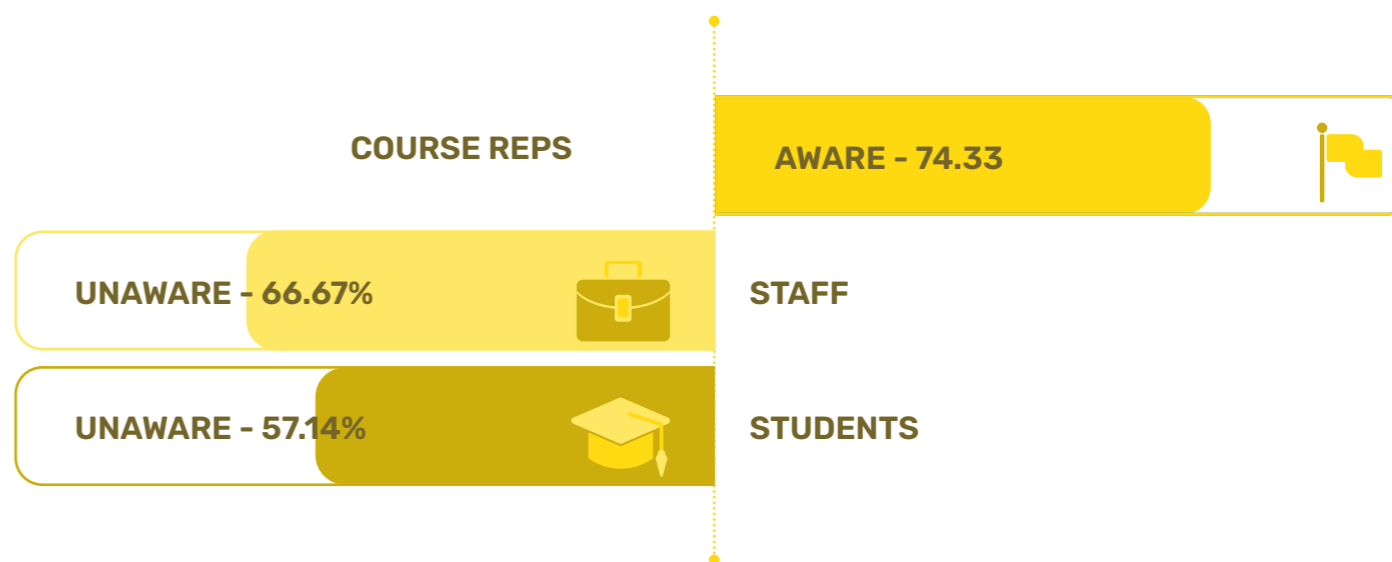 COURSE REPS
AWARE - 74.33
UNAWARE - 66.67%
STAFF
UNAWARE - 57.14%
STUDENTS